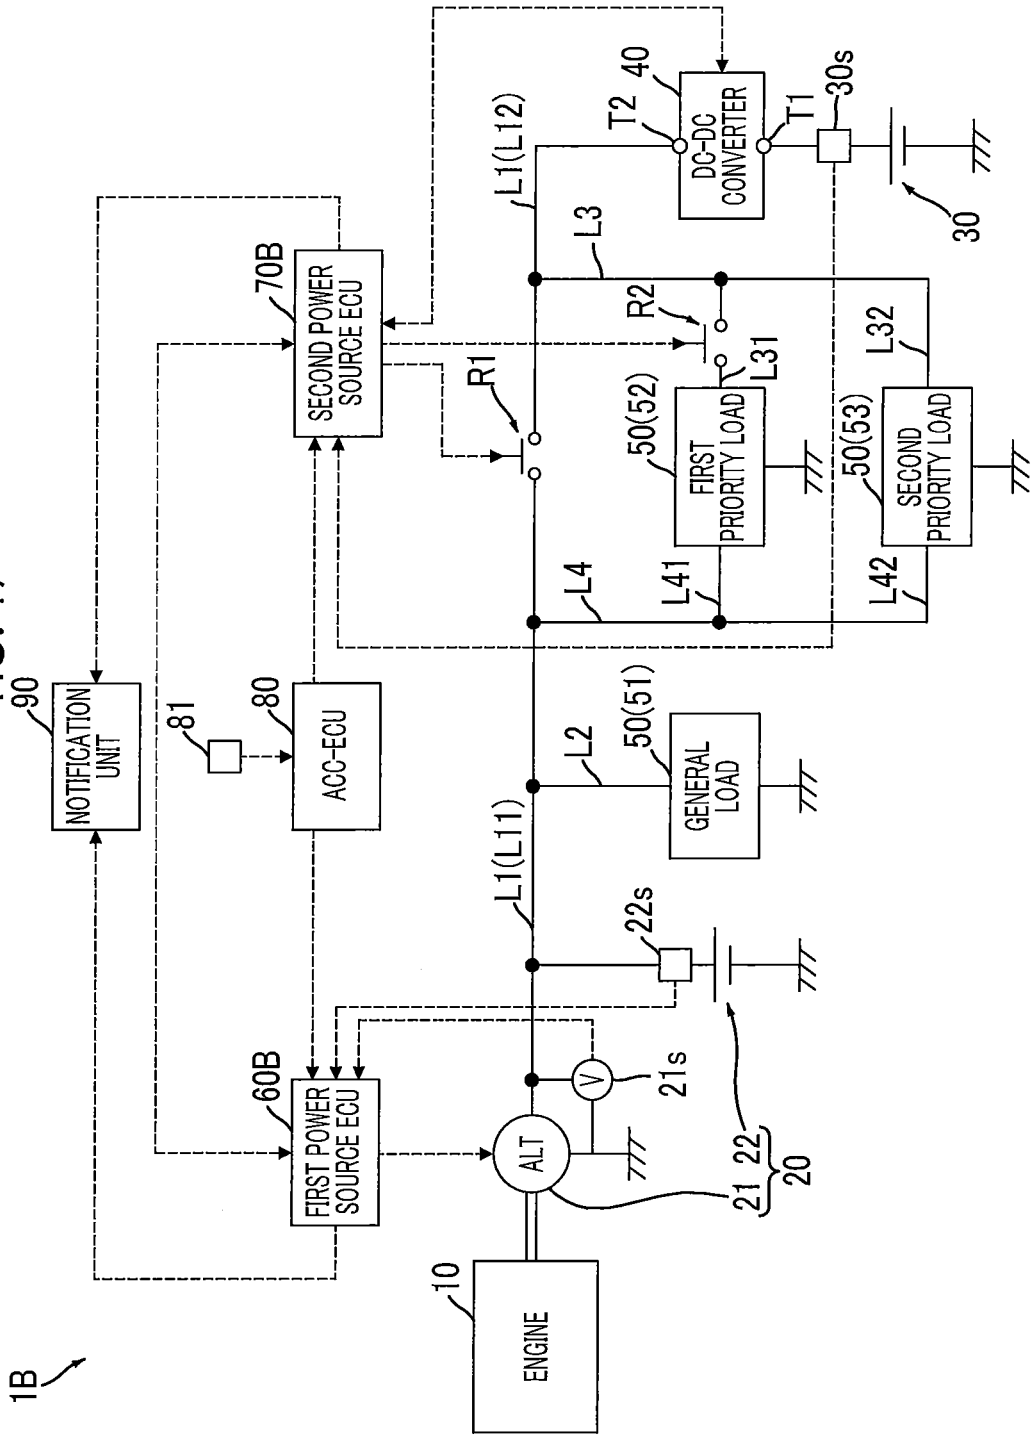 1B
90
NOTIFICATION
UNIT
81
80
ACC-ECU
60B
FIRST POWER
SOURCE ECU
70B
SECOND POWER
SOURCE ECU
10
ENGINE
ALT
V
21s
21
22
20
22s
L1(L11)
L2
50(51)
GENERAL
LOAD
L4
L41
L42
R1
R2
L31
L32
L3
50(52)
FIRST
PRIORITY LOAD
50(53)
SECOND
PRIORITY LOAD
L1(L12)
T2
40
DC-DC
CONVERTER
T1
30s
30